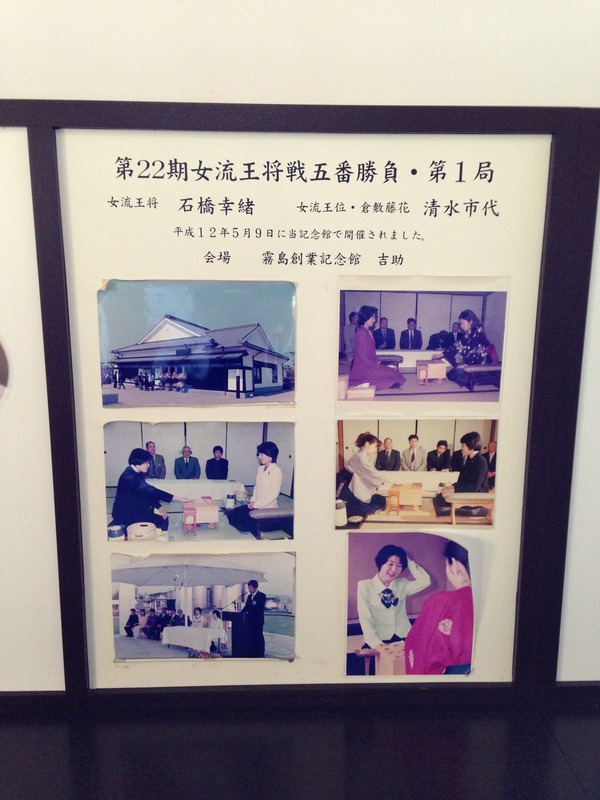 第22期女流王将戦五番勝負・第1局
女流王将 石橋幸緒 女流王位・倉敷藤花 清水市代
平成12年5月9日に当記念館で開催されました。
会場 霧島創業記念館 吉助